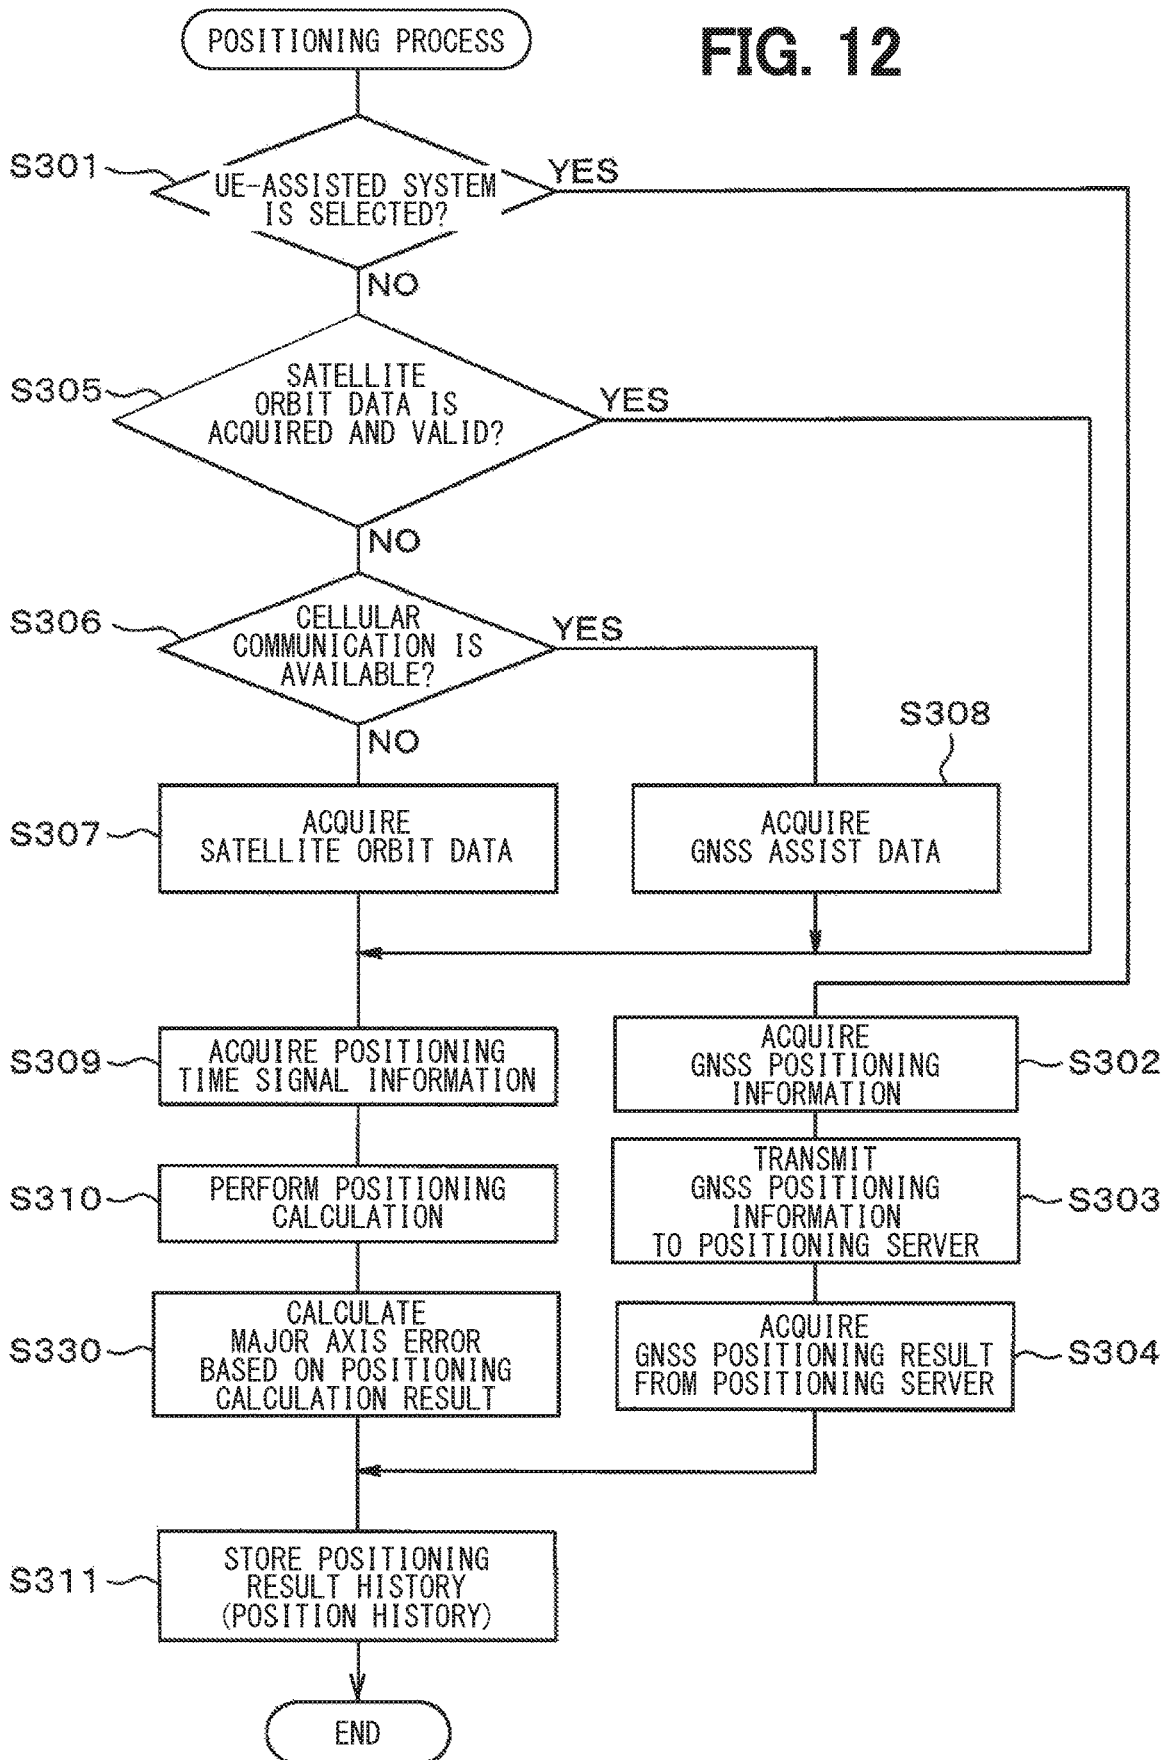 POSITIONING PROCESS
FIG. 12
S301
UE-ASSISTED SYSTEM
IS SELECTED?
YES
NO
S305
SATELLITE
ORBIT DATA IS
ACQUIRED AND VALID?
YES
NO
S306
CELLULAR
COMMUNICATION IS
AVAILABLE?
YES
NO
S307
ACQUIRE
SATELLITE ORBIT DATA
S308
ACQUIRE
GNSS ASSIST DATA
S309
ACQUIRE POSITIONING
TIME SIGNAL INFORMATION
ACQUIRE
GNSS POSITIONING
INFORMATION
S302
S310
PERFORM POSITIONING
CALCULATION
TRANSMIT
GNSS POSITIONING
INFORMATION
TO POSITIONING SERVER
S303
S330
CALCULATE
MAJOR AXIS ERROR
BASED ON POSITIONING
CALCULATION RESULT
ACQUIRE
GNSS POSITIONING RESULT
FROM POSITIONING SERVER
S304
S311
STORE POSITIONING
RESULT HISTORY
(POSITION HISTORY)
END